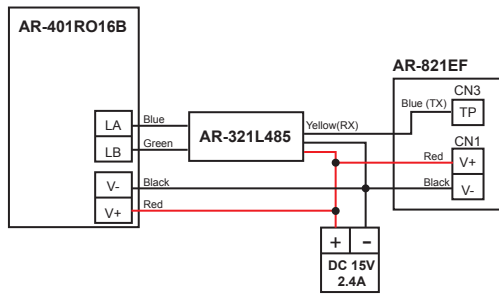 AR-401RO16B
AR-821EF
CN3
Blue (TX)
TP
LA
Blue
AR-321L485
Yellow(RX)
CN1
LB
Green
Red
V+
V-
Black
Black
V-
V+
Red
+
-
DC 15V
2.4A